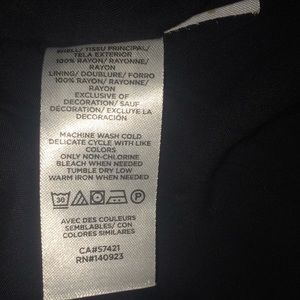 SHELL/ TISSU PRINCIPAL/
TELA EXTERIOR
100% RAYON/ RAYONNE/
RAYON
LINING/ DOUBLURE/ FORRO
100% RAYON/ RAYONNE/
RAYON
EXCLUSIVE OF
DECORATION/ SAUF
DÉCORATION/ EXCLUYE LA
DECORACIÓN
MACHINE WASH COLD
DELICATE CYCLE WITH LIKE
COLORS
ONLY NON-CHLORINE
BLEACH WHEN NEEDED
TUMBLE DRY LOW
WARM IRON WHEN NEEDED
30
AVEC DES COULEURS
SEMBLABLES/ CON
COLORES SIMILARES
CA#57421
RN#140923